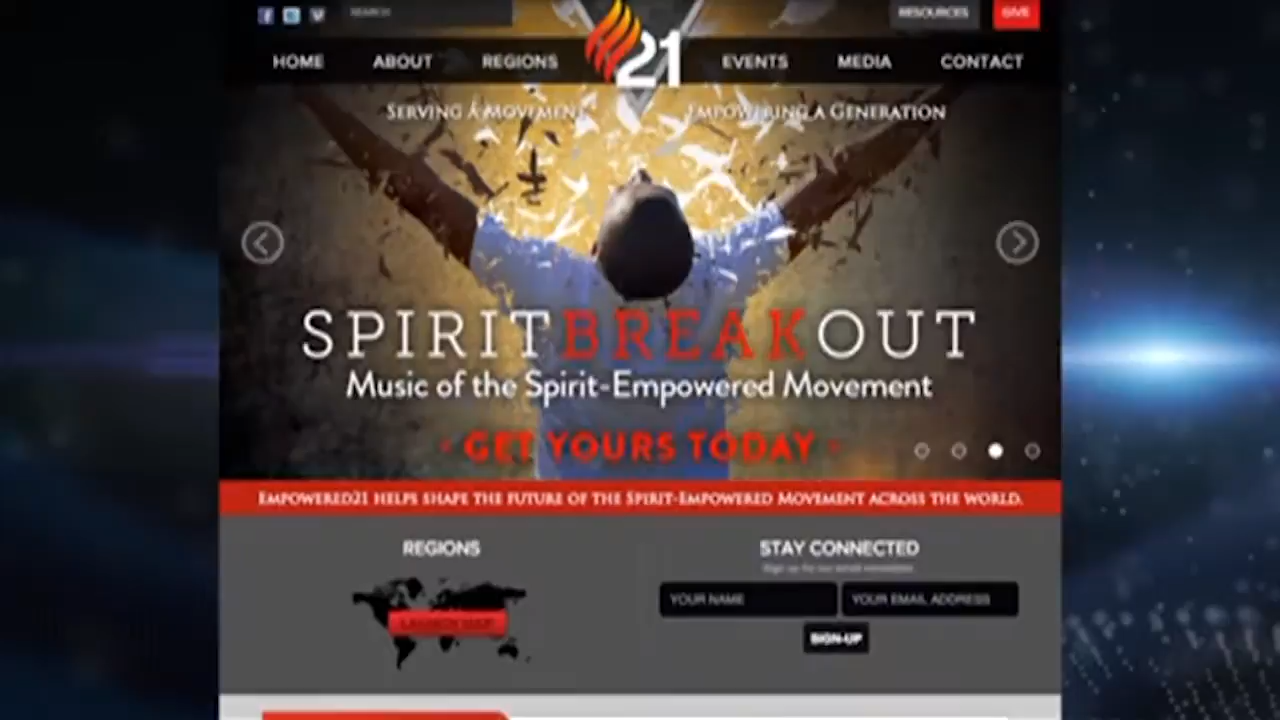 SEARCH
RESOURCES
GIVE
HOME ABOUT REGIONS 21 EVENTS MEDIA CONTACT
SERVING A MOVEMENT EMPOWERING A GENERATION
SPIRITBREAKOUT
Music of the Spirit-Empowered Movement
GET YOURS TODAY
EMPOWERED21 HELPS SHAPE THE FUTURE OF THE SPIRIT-EMPOWERED MOVEMENT ACROSS THE WORLD.
REGIONS
STAY CONNECTED
YOUR NAME
YOUR EMAIL ADDRESS
SIGN-UP